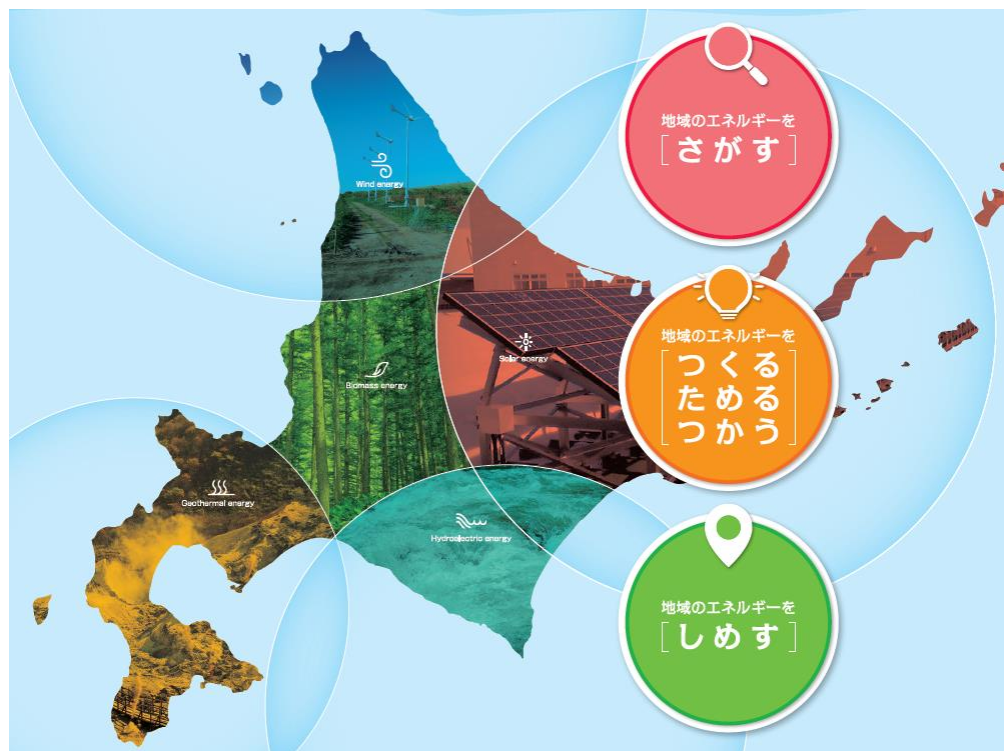 地域のエネルギーを
[さがす]
Wind energy
地域のエネルギーを
[つくる
ためる
つかう]
Solar energy
Biomass energy
Geothermal energy
Hydroelectric energy
地域のエネルギーを
[しめす]